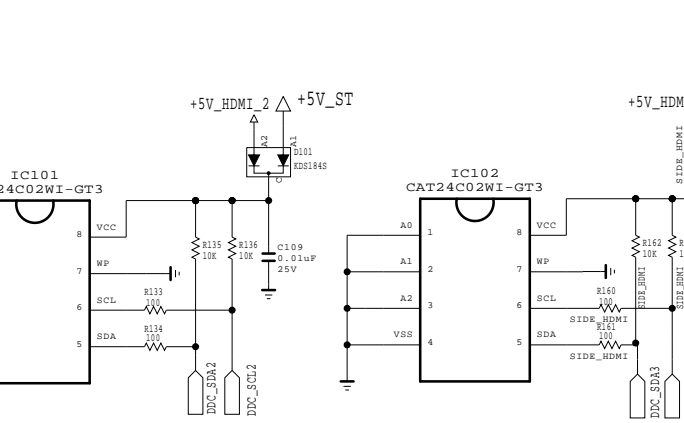 +5V_HDMI_2
+5V_ST
A2
A1
D101
KDS184S
C
IC101
24C02WI-GT3
8
VCC
7
WP
6
SCL
5
SDA
R133
100
R134
100
R135
10K
R136
10K
C109
0.01uF
25V
DDC_SDA2
DDC_SCL2
IC102
CAT24C02WI-GT3
A0
1
A1
2
A2
3
VSS
4
8
VCC
7
WP
6
SCL
5
SDA
R160
100
SIDE_HDMI
R161
100
SIDE_HDMI
+5V_HDM
SIDE_HDMI
R162
10K
SIDE_HDMI
R
1
SIDE_HDMI
DDC_SDA3